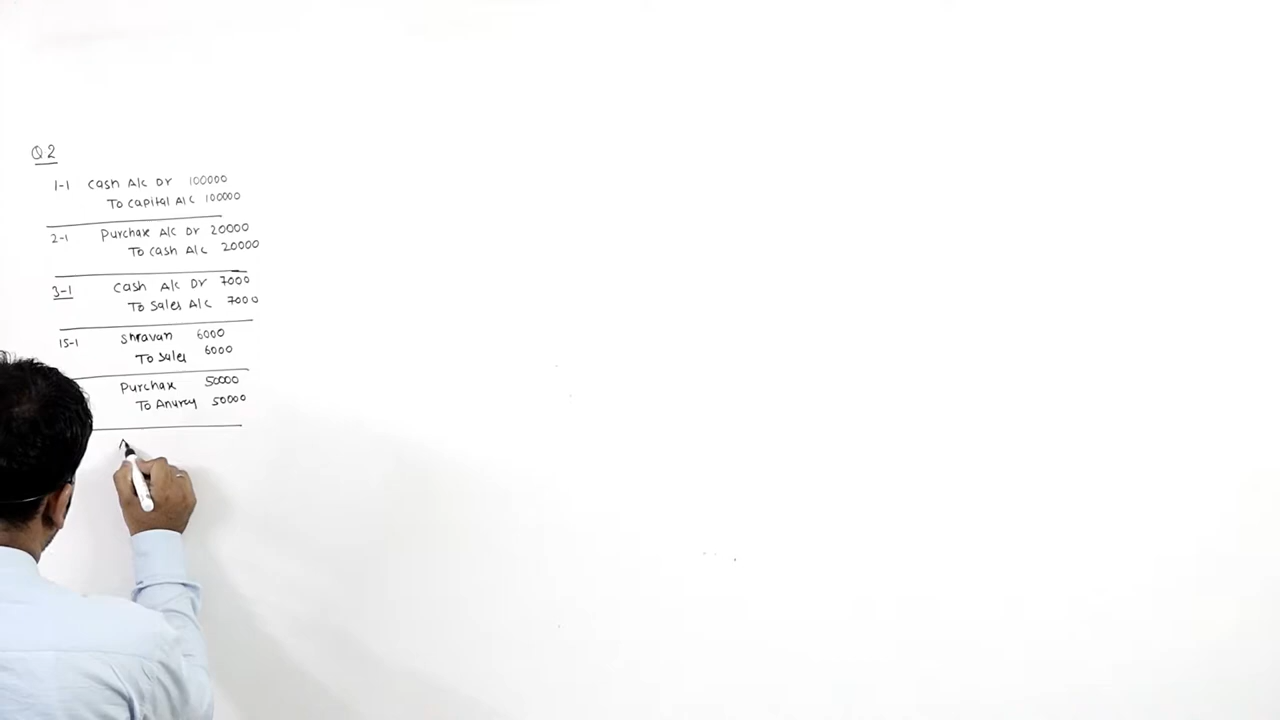 Q2
1-1 Cash A/c Dr 100000
To Capital A/c 100000
2-1 Purchase A/c Dr 20000
To Cash A/c 20000
3-1 Cash A/c Dr 7000
To Sales A/c 7000
15-1 Shravan 6000
To Sales 6000
Purchase 50000
To Anurag 50000